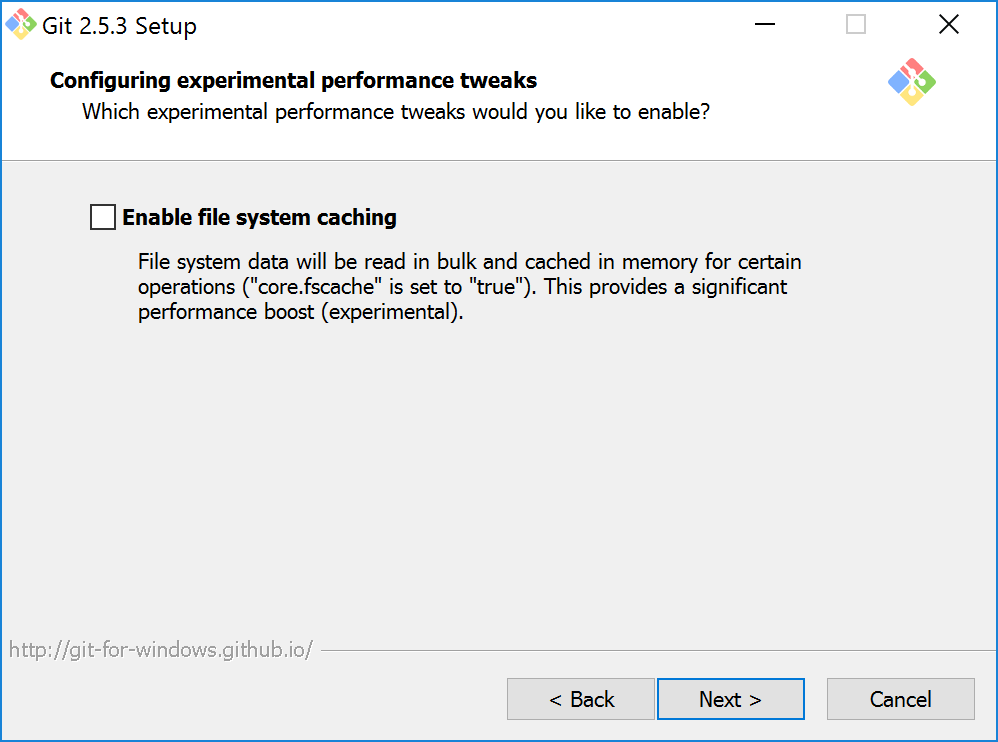 Git 2.5.3 Setup
Configuring experimental performance tweaks
Which experimental performance tweaks would you like to enable?
Enable file system caching
File system data will be read in bulk and cached in memory for certain
operations ("core.fscache" is set to "true"). This provides a significant
performance boost (experimental).
http://git-for-windows.github.io/
< Back
Next >
Cancel